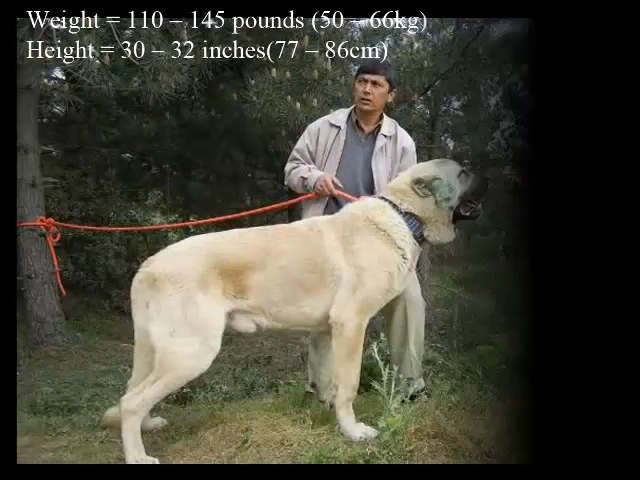 Weight = 110 – 145 pounds (50 – 66kg)
Height = 30 – 32 inches(77 – 86cm)